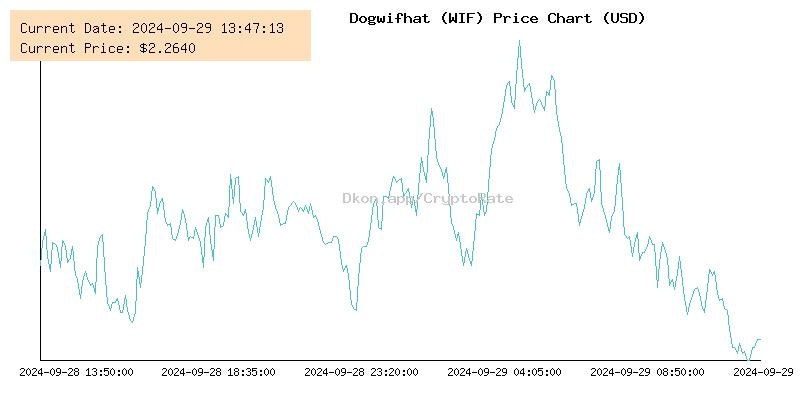 Dogwifhat (WIF) Price Chart (USD)
Current Date: 2024-09-29 13:47:13
Current Price: $2.2640
Dkon.app/CryptoRate
2024-09-28 13:50:00 2024-09-28 18:35:00 2024-09-28 23:20:00 2024-09-29 04:05:00 2024-09-29 08:50:00 2024-09-29